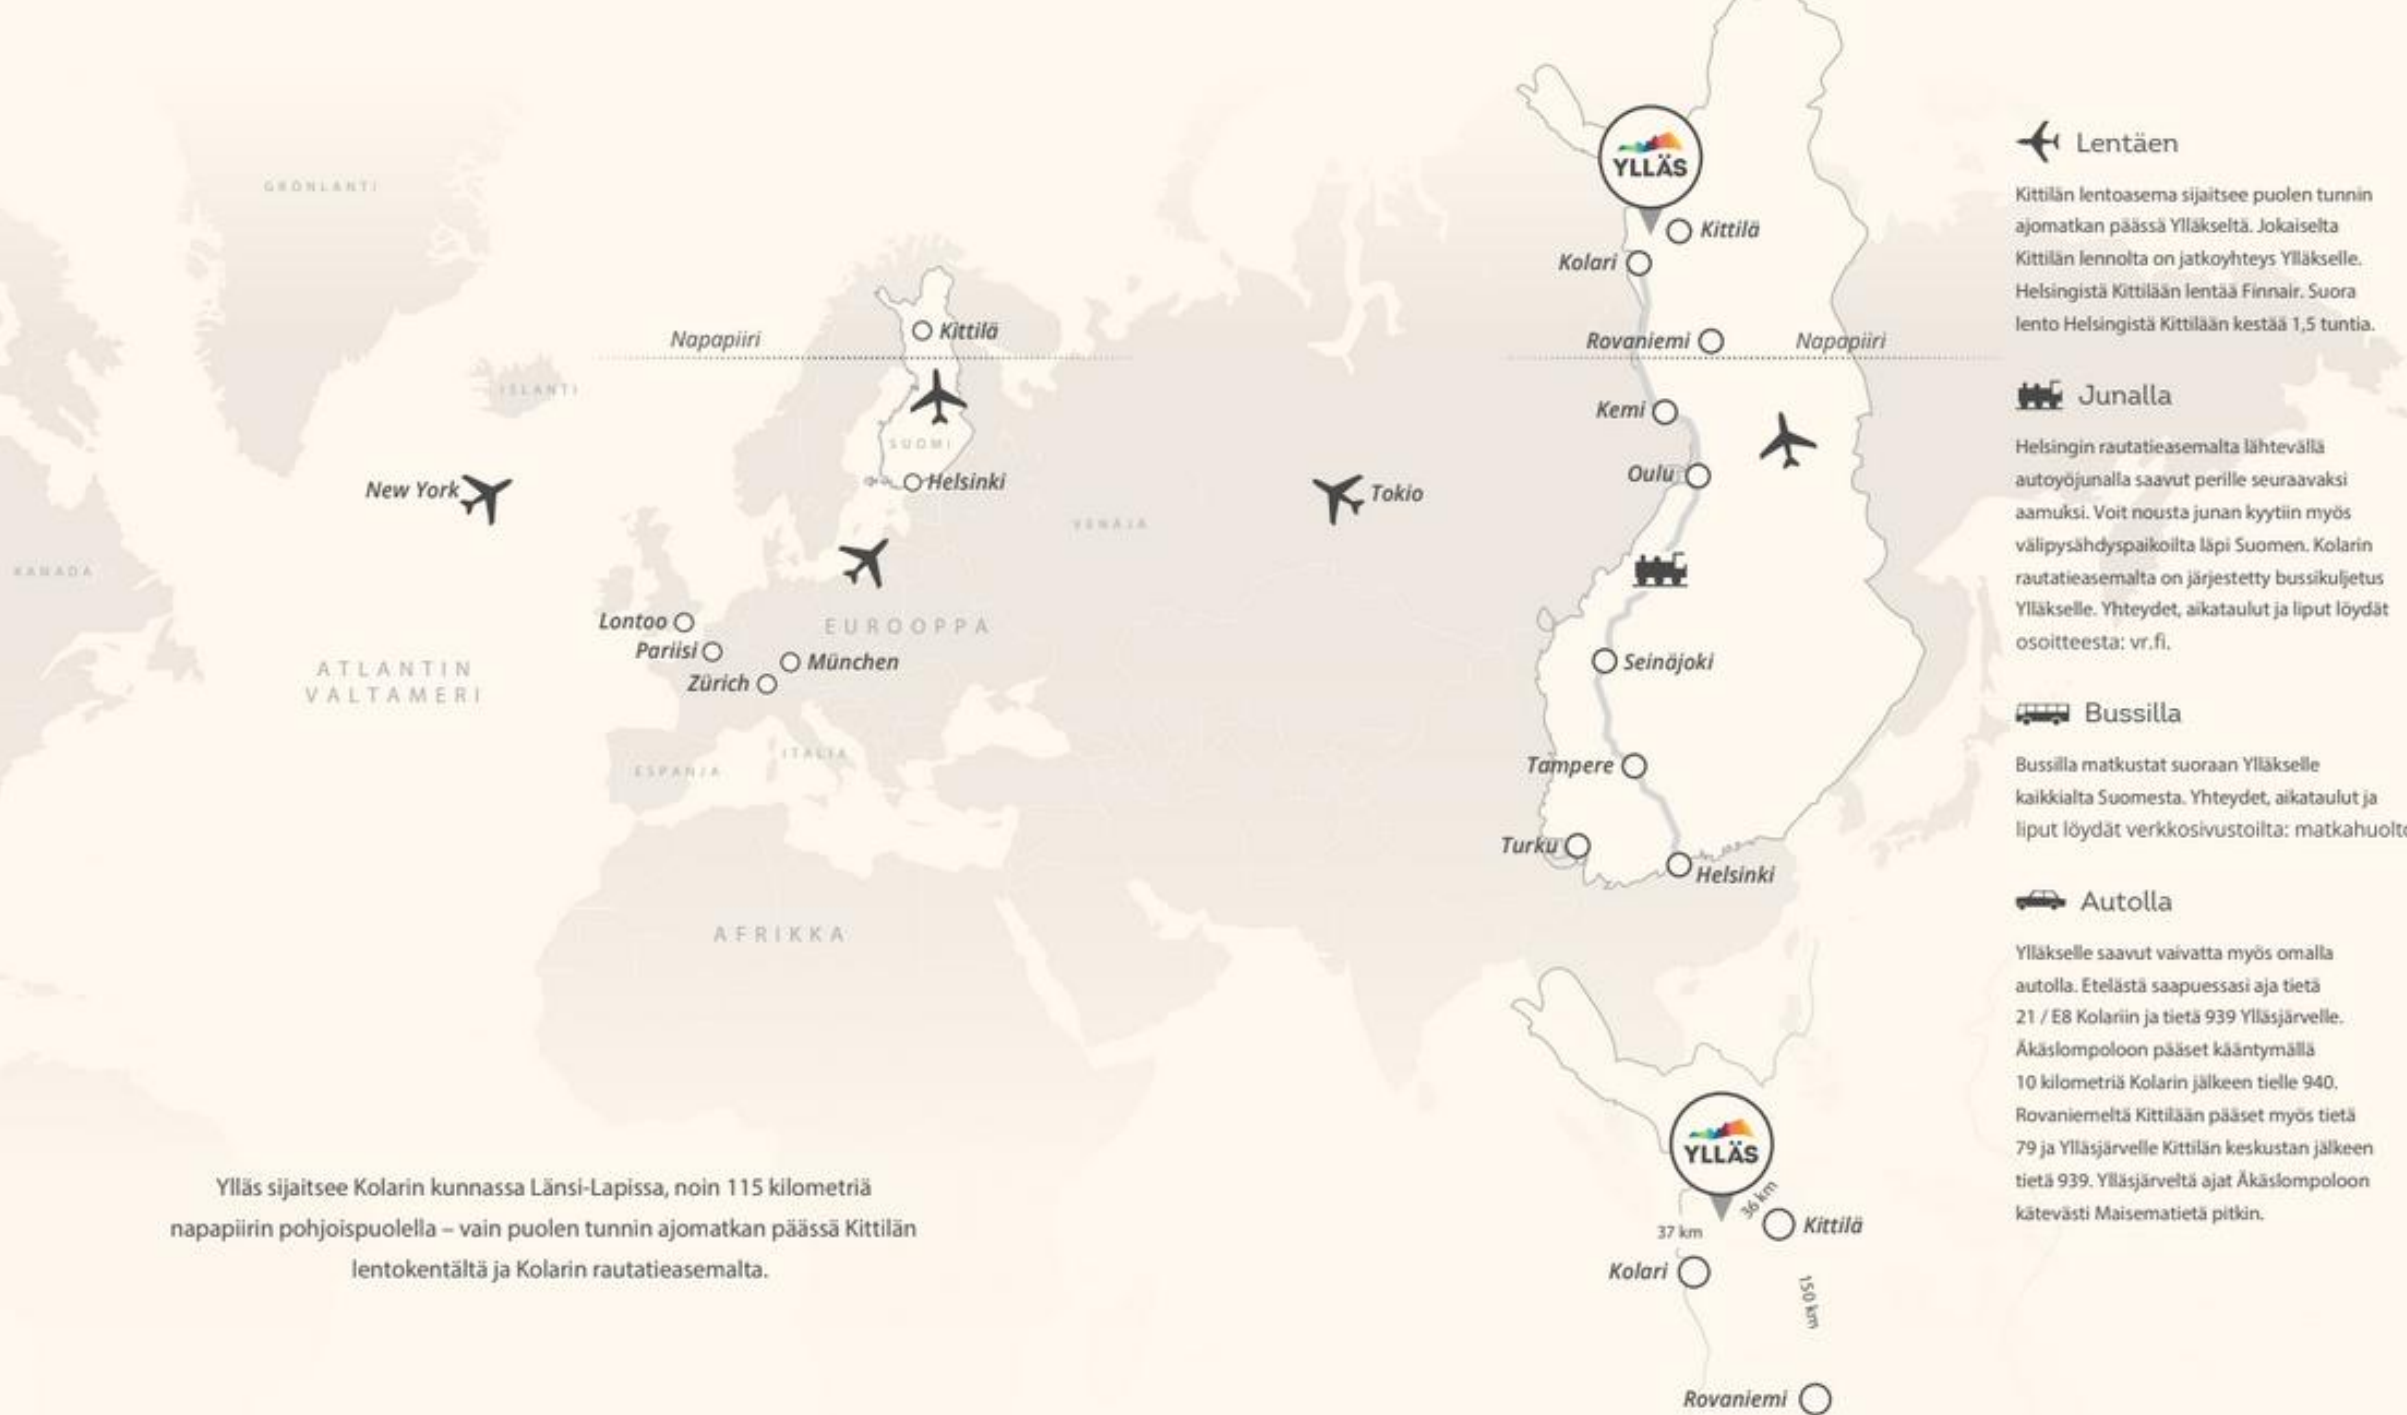 GRÖNLANTI
ISLANTI
KANADA
ATLANTIN
VALTAMERI
New York
Napapiiri
Kittilä
SUOMI
Helsinki
VENÄJÄ
Tokio
Lontoo
Pariisi
Zürich
München
EUROOPPA
ESPANJA
ITALIA
AFRIKKA
Ylläs sijaitsee Kolarin kunnassa Länsi-Lapissa, noin 115 kilometriä
napapiirin pohjoispuolella – vain puolen tunnin ajomatkan päässä Kittilän
lentokentältä ja Kolarin rautatieasemalta.
YLLÄS
Kittilä
Kolari
Rovaniemi
Napapiiri
Kemi
Oulu
Seinäjoki
Tampere
Turku
Helsinki
YLLÄS
36 km
37 km
Kittilä
Kolari
150 km
Rovaniemi
Lentäen
Kittilän lentoasema sijaitsee puolen tunnin
ajomatkan päässä Ylläkseltä. Jokaiselta
Kittilän lennolta on jatkoyhteys Ylläkselle.
Helsingistä Kittilään lentää Finnair. Suora
lento Helsingistä Kittilään kestää 1,5 tuntia.
Junalla
Helsingin rautatieasemalta lähtevällä
autoyöjunalla saavut perille seuraavaksi
aamuksi. Voit nousta junan kyytiin myös
välipysähdyspaikoilta läpi Suomen. Kolarin
rautatieasemalta on järjestetty bussikuljetus
Ylläkselle. Yhteydet, aikataulut ja liput löydät
osoitteesta: vr.fi.
Bussilla
Bussilla matkustat suoraan Ylläkselle
kaikkialta Suomesta. Yhteydet, aikataulut ja
liput löydät verkkosivustoilta: matkahuolto
Autolla
Ylläkselle saavut vaivatta myös omalla
autolla. Etelästä saapuessasi aja tietä
21 / E8 Kolariin ja tietä 939 Ylläsjärvelle.
Äkäslompoloon pääset kääntymällä
10 kilometriä Kolarin jälkeen tielle 940.
Rovaniemeltä Kittilään pääset myös tietä
79 ja Ylläsjärvelle Kittilän keskustan jälkeen
tietä 939. Ylläsjärveltä ajat Äkäslompoloon
kätevästi Maisematietä pitkin.